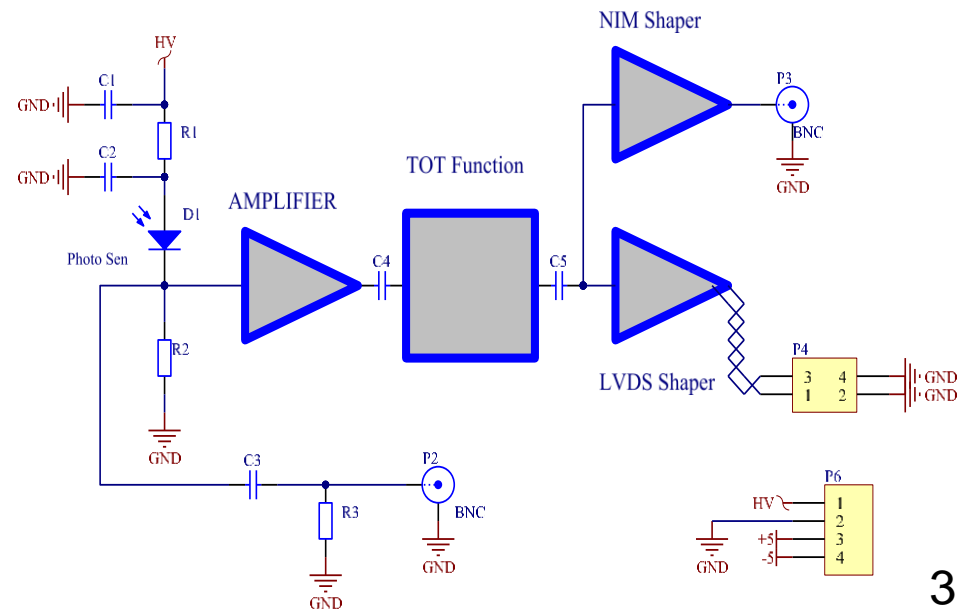 NIM Shaper
HV
C1
GND
R1
P3
BNC
GND
C2
GND
TOT Function
AMPLIFIER
D1
Photo Sen
C4
C5
R2
GND
LVDS Shaper
P4
3 4 GND
1 2 GND
C3
P2
BNC
R3
GND
GND
P6
HV 1
2
+5 3
-5 4
GND
3